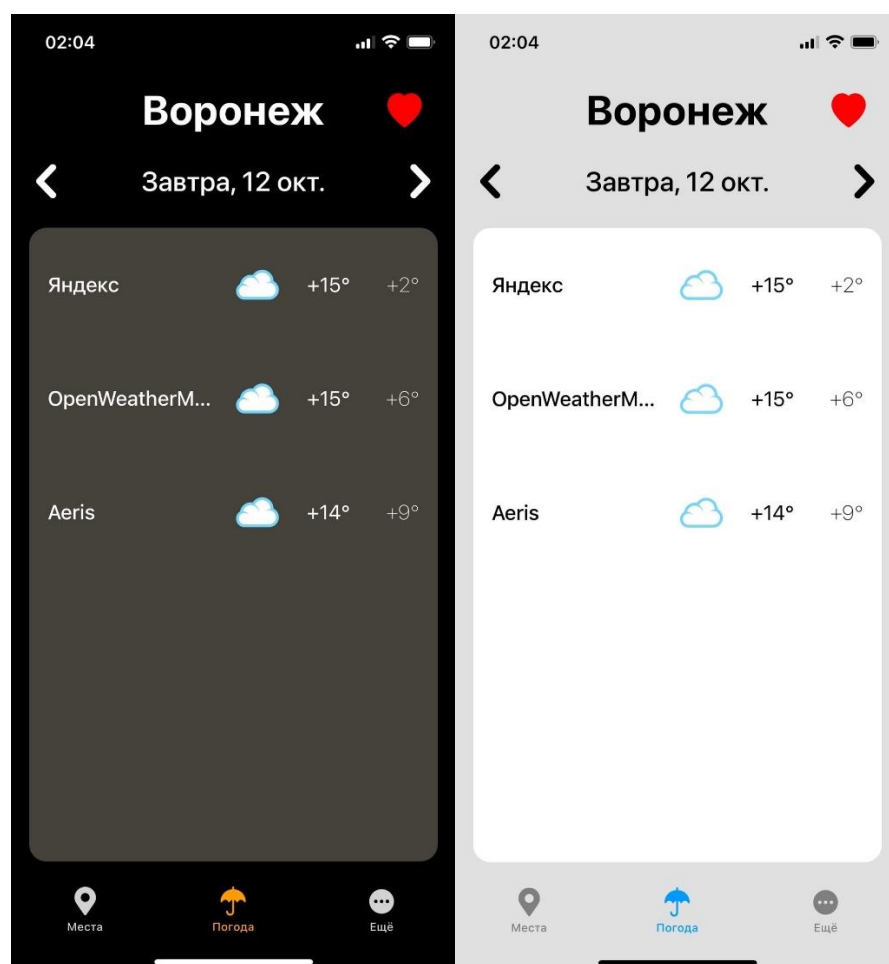 02:04
Воронеж
Завтра, 12 окт.
Яндекс +15° +2°
OpenWeatherM... +15° +6°
Aeris +14° +9°
Места Погода Ещё
02:04
Воронеж
Завтра, 12 окт.
Яндекс +15° +2°
OpenWeatherM... +15° +6°
Aeris +14° +9°
Места Погода Ещё